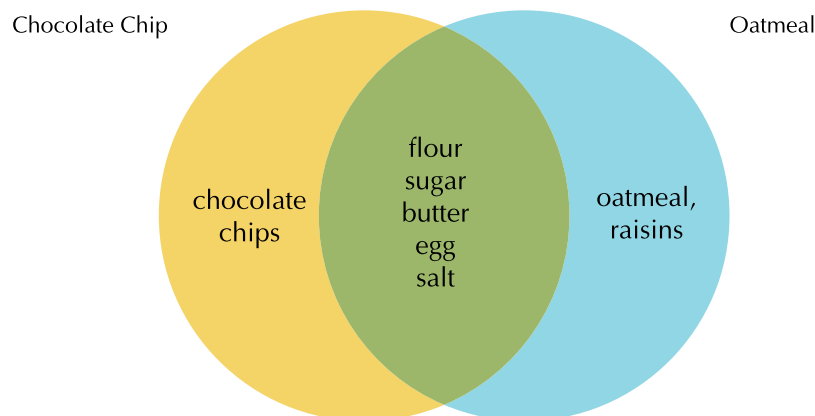 Chocolate Chip
Oatmeal
chocolate
chips
flour
sugar
butter
egg
salt
oatmeal,
raisins